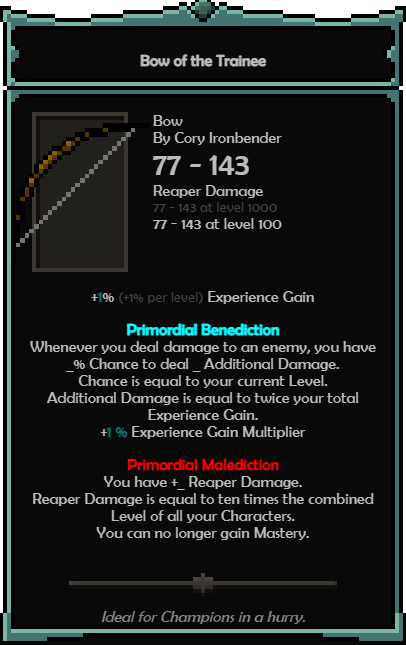 Bow of the Trainee
Bow
By Cory Ironbender
77 - 143
Reaper Damage
77 - 143 at level 1000
77 - 143 at level 100
+1% (+1% per level) Experience Gain
Primordial Benediction
Whenever you deal damage to an enemy, you have
_% Chance to deal _ Additional Damage.
Chance is equal to your current Level.
Additional Damage is equal to twice your total
Experience Gain.
+1 % Experience Gain Multiplier
Primordial Malediction
You have +_ Reaper Damage.
Reaper Damage is equal to ten times the combined
Level of all your Characters.
You can no longer gain Mastery.
Ideal for Champions in a hurry.